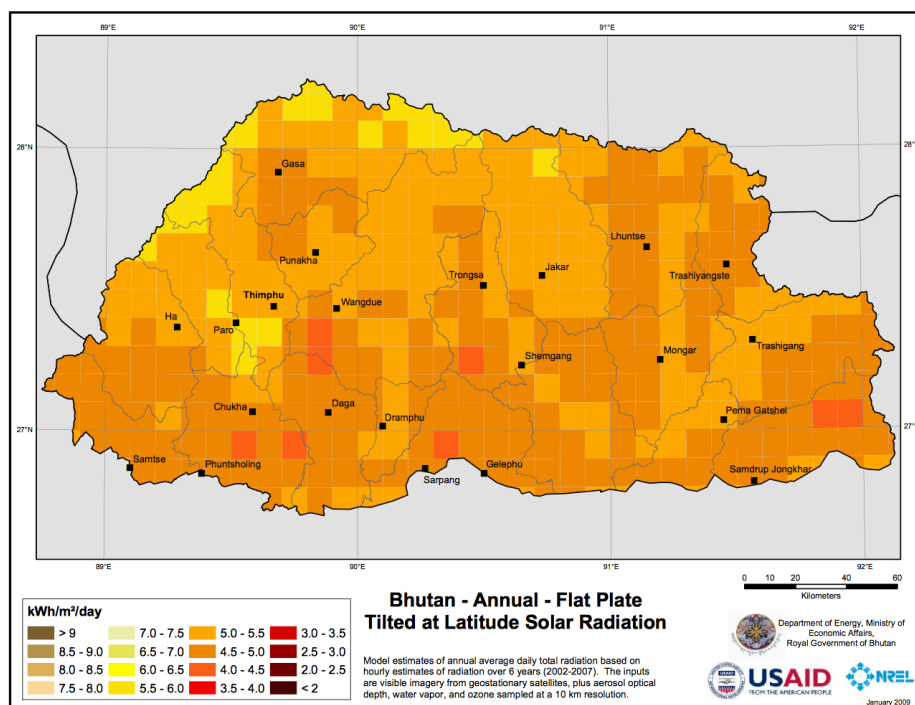 89°E
90°E
91°E
92°E
28°N
28°N
Gasa
Lhuntse
Punakha
Trashiyangste
Jakar
Trongsa
Thimphu
Wangdue
Ha
Paro
Trashigang
Mongar
Shemgang
Chukha
Daga
Dramphu
Pema Gatshel
27°N
27°N
Samtse
Phuntsholing
Sarpang
Gelephu
Samdrup Jongkhar
89°E
90°E
91°E
92°E
0 10 20 40 60
Kilometers
kWh/m²/day
> 9 7.0 - 7.5 5.0 - 5.5 3.0 - 3.5
8.5 - 9.0 6.5 - 7.0 4.5 - 5.0 2.5 - 3.0
8.0 - 8.5 6.0 - 6.5 4.0 - 4.5 2.0 - 2.5
7.5 - 8.0 5.5 - 6.0 3.5 - 4.0 < 2
Bhutan - Annual - Flat Plate
Tilted at Latitude Solar Radiation
Model estimates of annual average daily total radiation based on
hourly estimates of radiation over 6 years (2002-2007). The inputs
are visible imagery from geostationary satellites, plus aerosol optical
depth, water vapor, and ozone sampled at a 10 km resolution.
Department of Energy, Ministry of
Economic Affairs,
Royal Government of Bhutan
USAID
FROM THE AMERICAN PEOPLE
NREL
January 2009